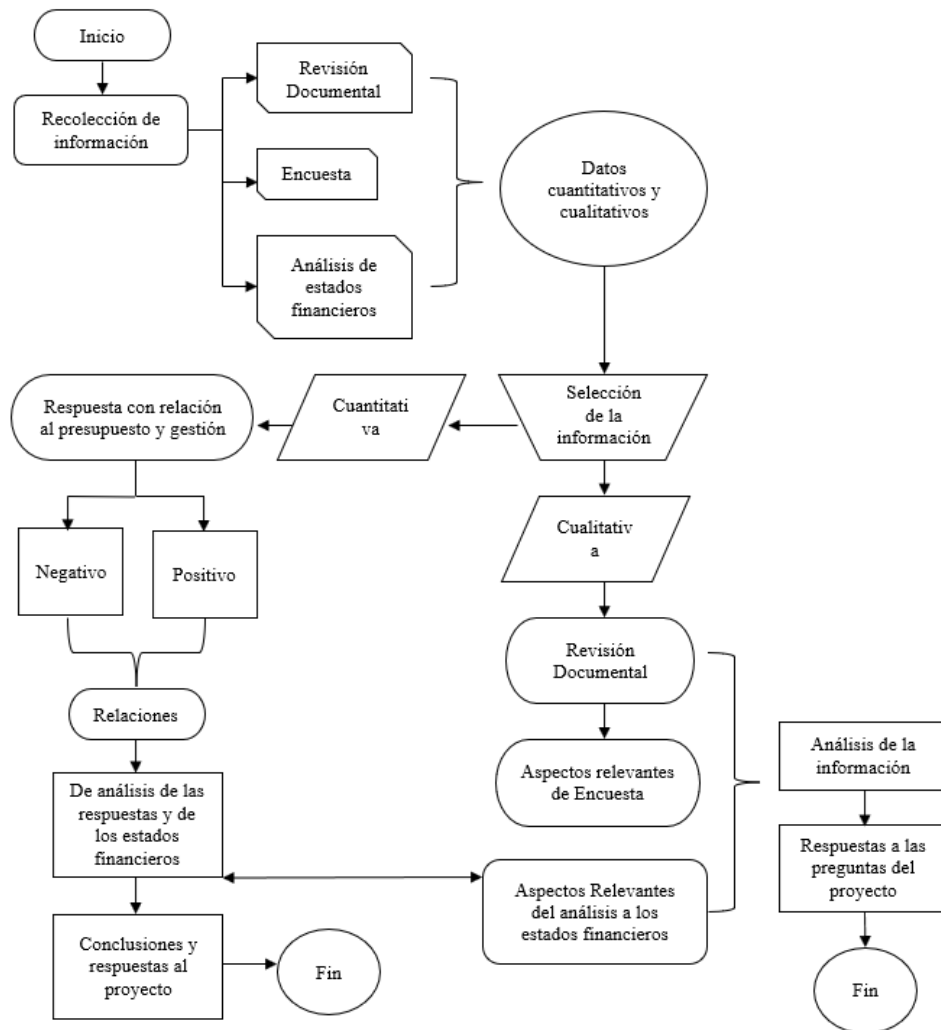 Inicio
Recolección de
información
Revisión
Documental
Encuesta
Análisis de
estados
financieros
Datos
cuantitativos y
cualitativos
Selección
de la
información
Cuantitati
va
Respuesta con relación
al presupuesto y gestión
Negativo
Positivo
Relaciones
De análisis de las
respuestas y de
los estados
financieros
Conclusiones y
respuestas al
proyecto
Fin
Cualitativ
a
Revisión
Documental
Aspectos relevantes
de Encuesta
Aspectos Relevantes
del análisis a los
estados financieros
Análisis de la
información
Respuestas a las
preguntas del
proyecto
Fin